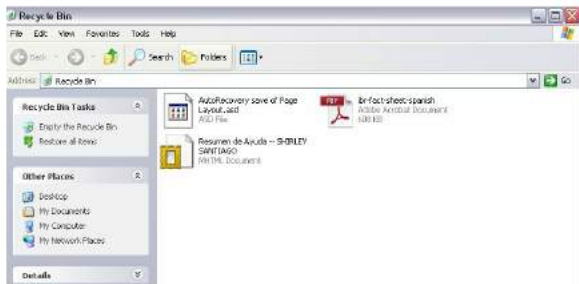 Recycle Bin
File Edit View Favorites Tools Help
Back Search Folders
Address Recycle Bin Go
Recycle Bin Tasks
Empty the Recycle Bin
Restore all items
Other Places
Desktop
My Documents
My Computer
My Network Places
Details
AutoRecovery save of Page
Layout.asd
ASD File
Resumen de Ayuda -- SHIRLEY
SANTIAGO
MHTML Document
PDF
br-fact-sheet-spanish
Adobe Acrobat Document